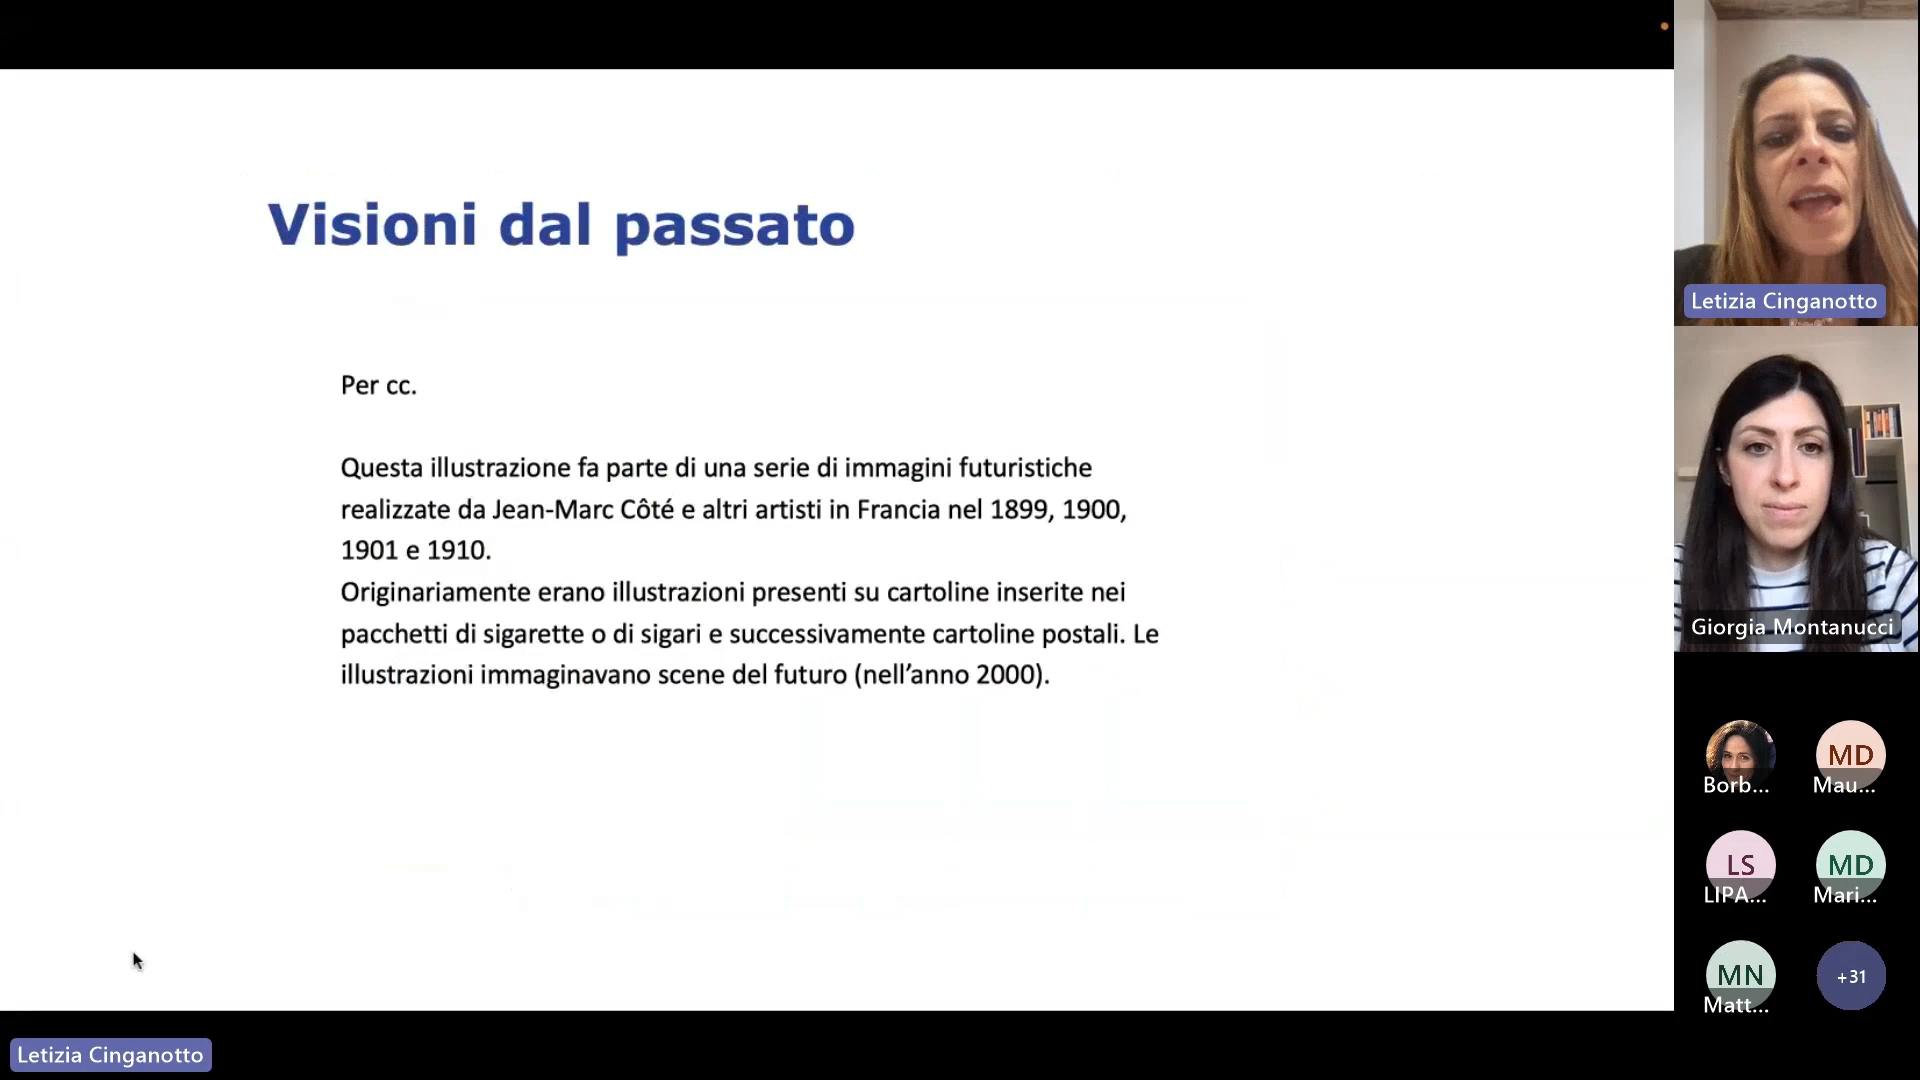 Visioni dal passato
Per cc.
Questa illustrazione fa parte di una serie di immagini futuristiche
realizzate da Jean-Marc Côté e altri artisti in Francia nel 1899, 1900,
1901 e 1910.
Originariamente erano illustrazioni presenti su cartoline inserite nei
pacchetti di sigarette o di sigari e successivamente cartoline postali. Le
illustrazioni immaginavano scene del futuro (nell’anno 2000).
Letizia Cinganotto
Giorgia Montanucci
Borb...
MD
Mau...
LS
LIPA...
MD
Mari...
MN
Matt...
+31
Letizia Cinganotto